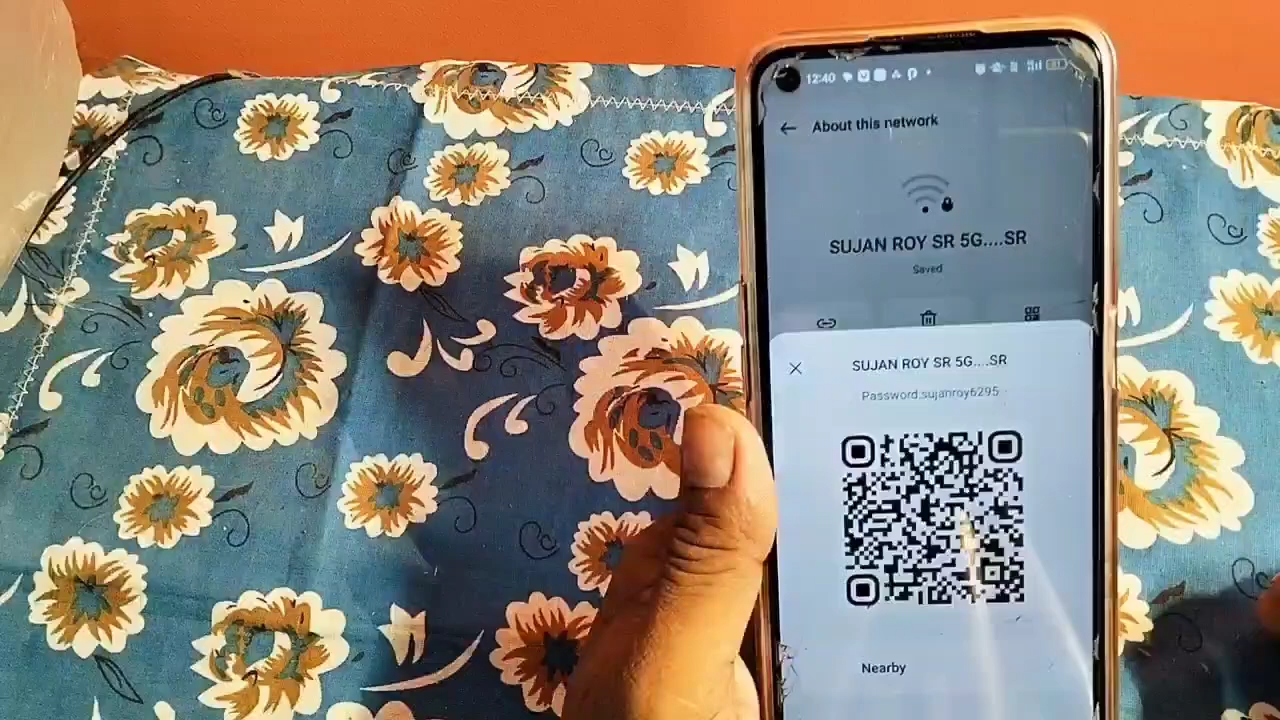 12:40
About this network
SUJAN ROY SR 5G....SR
Saved
SUJAN ROY SR 5G....SR
Password:sujanroy6295
Nearby